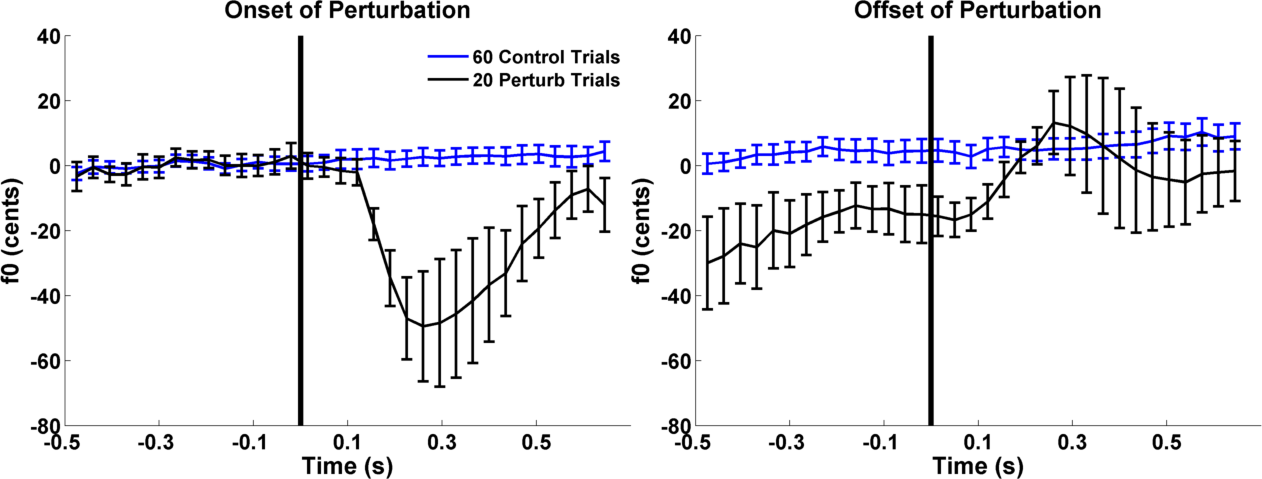 Onset of Perturbation
40
20
0
-20
-40
-60
-80
f0 (cents)
60 Control Trials
20 Perturb Trials
-0.5 -0.3 -0.1 0.1 0.3 0.5
Time (s)
Offset of Perturbation
40
20
0
-20
-40
-60
-80
f0 (cents)
-0.5 -0.3 -0.1 0.1 0.3 0.5
Time (s)